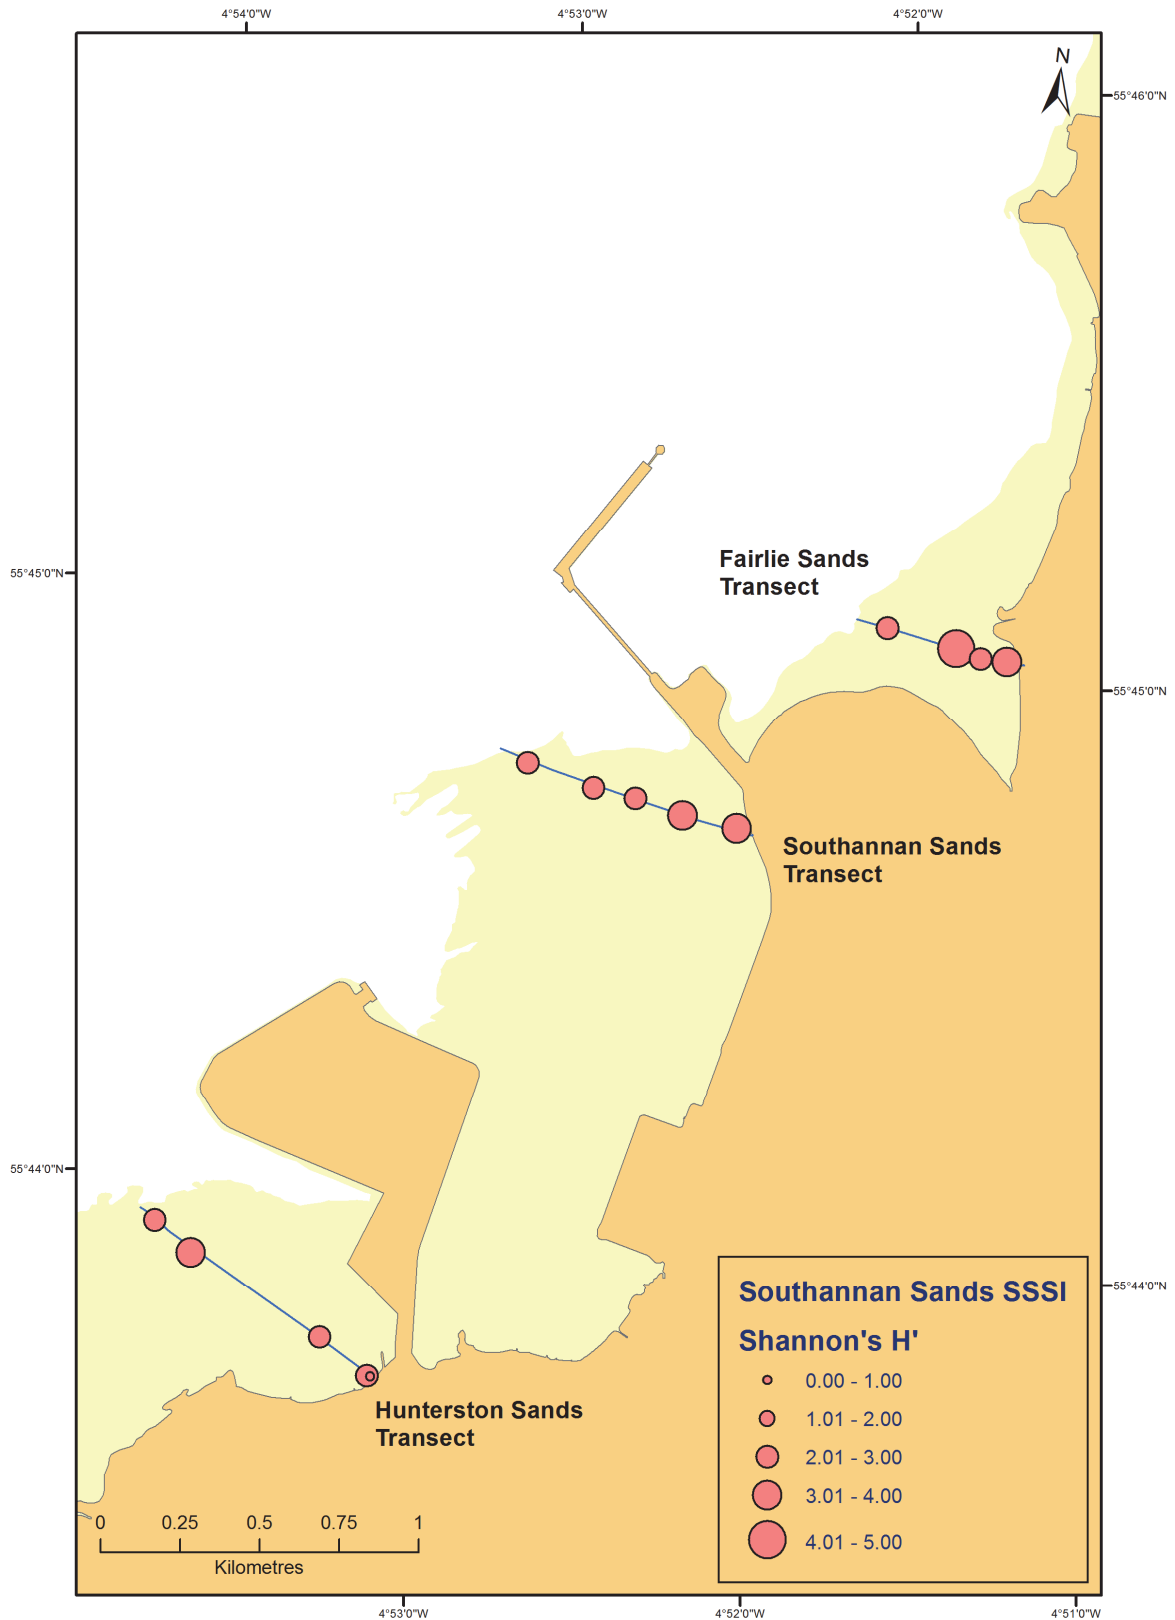 4°54'0"W
4°53'0"W
4°52'0"W
N
55°46'0"N
Fairlie Sands
Transect
55°45'0"N
55°45'0"N
Southannan Sands
Transect
55°44'0"N
55°44'0"N
Southannan Sands SSSI
Shannon's H'
0.00 - 1.00
1.01 - 2.00
2.01 - 3.00
3.01 - 4.00
4.01 - 5.00
Hunterston Sands
Transect
0 0.25 0.5 0.75 1
Kilometres
4°53'0"W
4°52'0"W
4°51'0"W